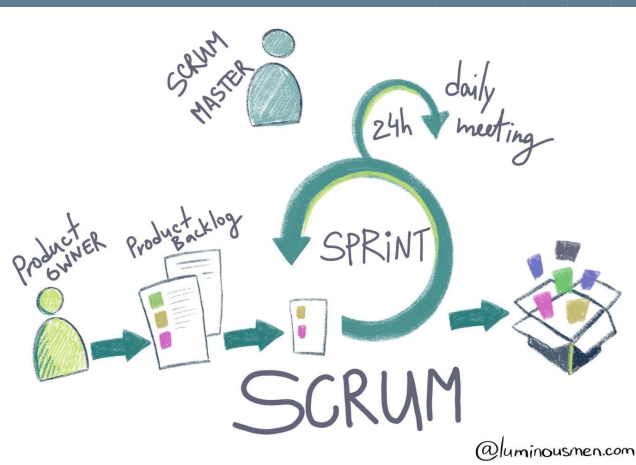 SCRUM
MASTER
daily
24h meeting
Product
OWNER
Product
Backlog
SPRiNT
SCRUM
@luminousmen.com